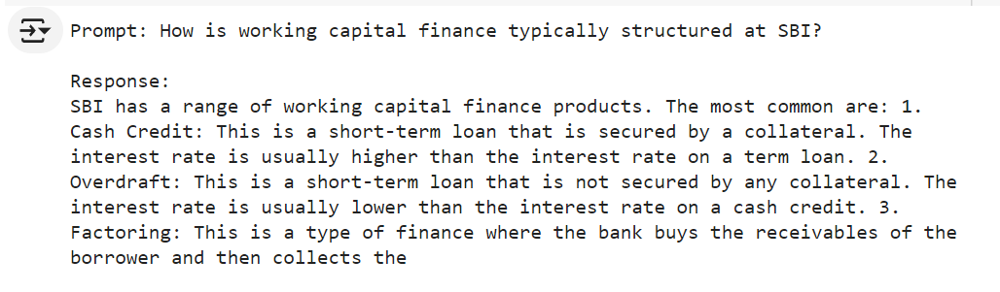 Prompt: How is working capital finance typically structured at SBI?
Response:
SBI has a range of working capital finance products. The most common are: 1.
Cash Credit: This is a short-term loan that is secured by a collateral. The
interest rate is usually higher than the interest rate on a term loan. 2.
Overdraft: This is a short-term loan that is not secured by any collateral. The
interest rate is usually lower than the interest rate on a cash credit. 3.
Factoring: This is a type of finance where the bank buys the receivables of the
borrower and then collects the